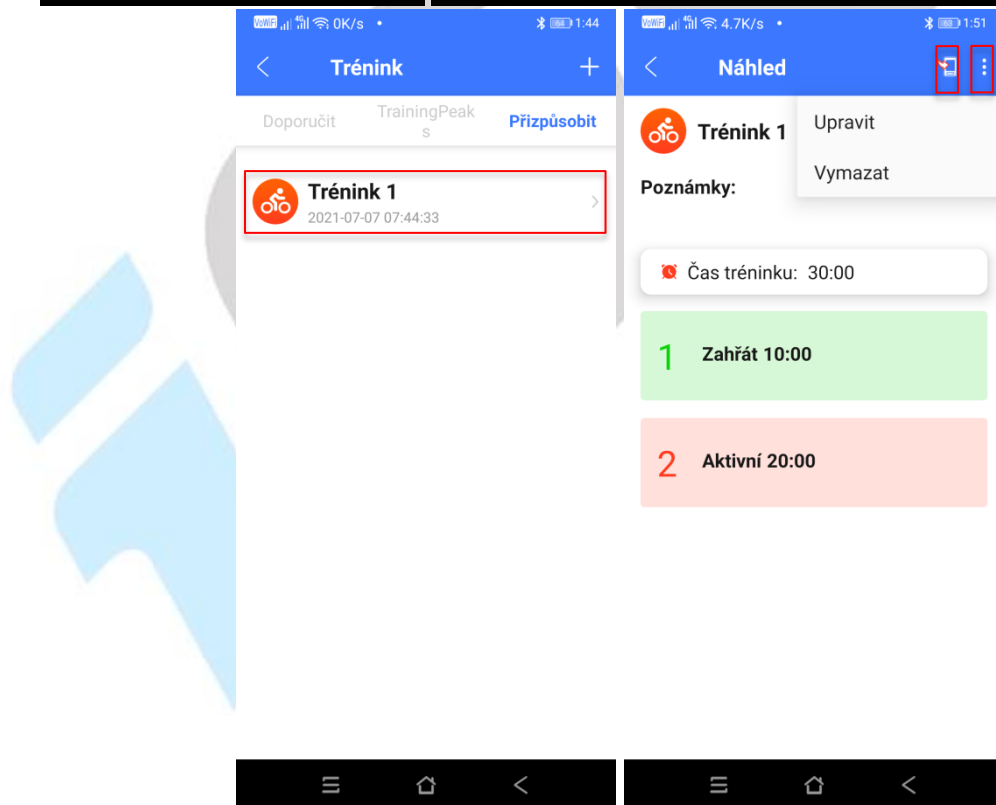 VoWiFi 4G 0K/s • 1:44
Trénink
Doporučit
TrainingPeak
s
Přizpůsobit
Trénink 1
2021-07-07 07:44:33
VoWiFi 4G 4.7K/s • 1:51
Náhled
Trénink 1
Upravit
Vymazat
Poznámky:
Čas tréninku: 30:00
1 Zahřát 10:00
2 Aktivní 20:00